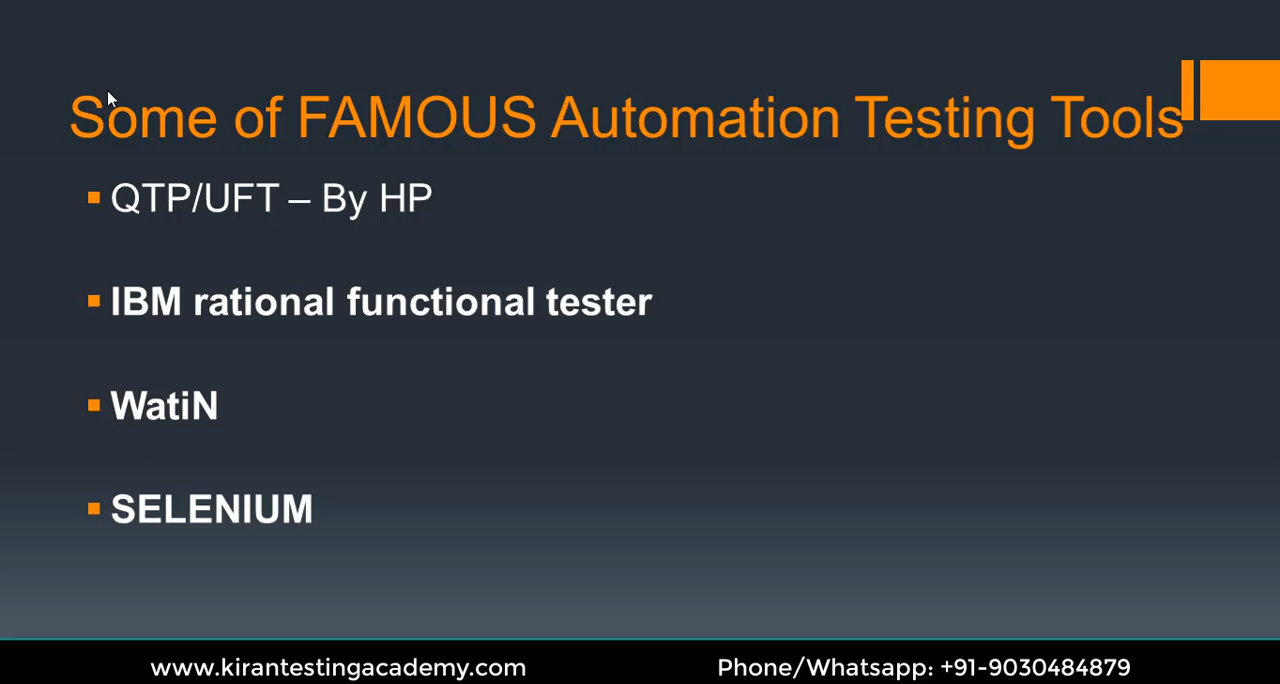 Some of FAMOUS Automation Testing Tools
QTP/UFT – By HP
IBM rational functional tester
WatiN
SELENIUM
www.kirantestingacademy.com
Phone/Whatsapp: +91-9030484879